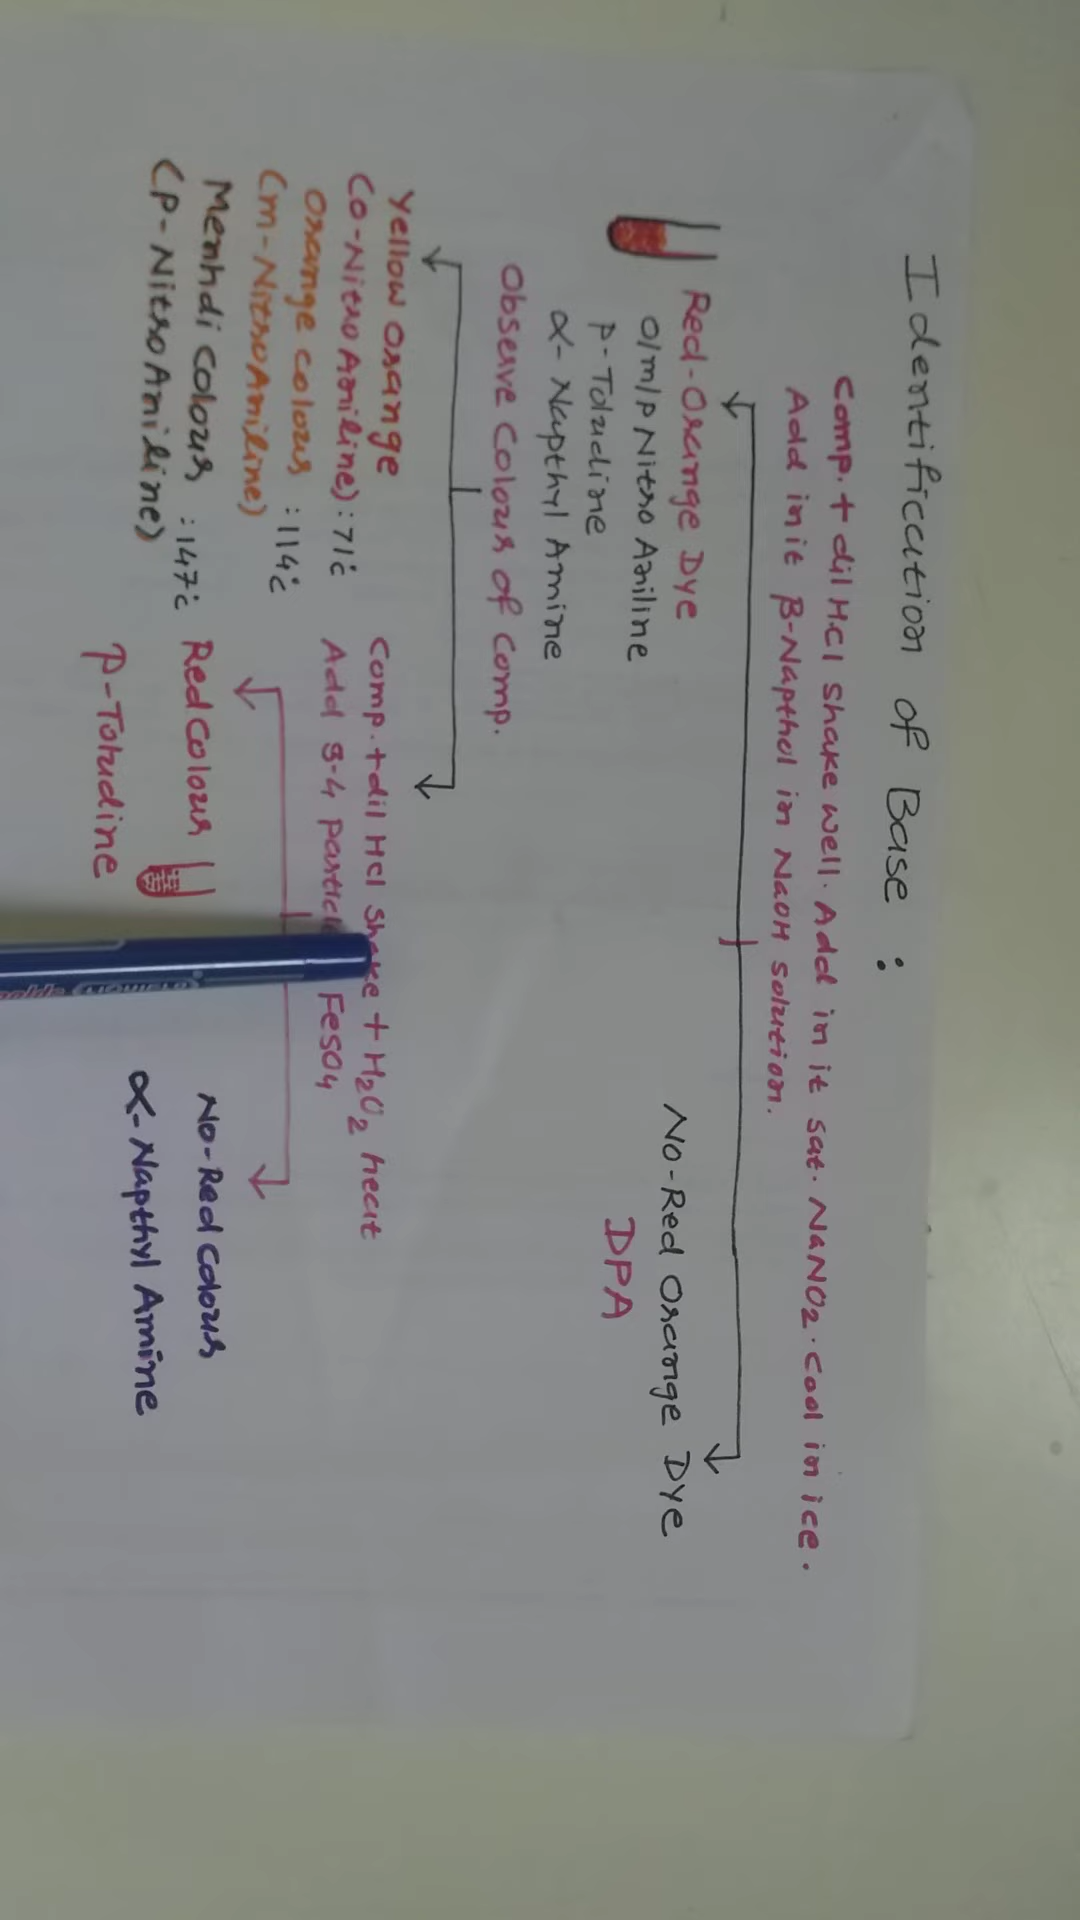 Identification of Base :
Comp. + dil HCl Shake well. Add in it sat. NaNO2. Cool in ice.
Add in it β-Napthol in NaOH solution.
Red-Orange Dye
No-Red Orange Dye
O/m/p Nitro Aniline
DPA
p-Toludine
α-Napthyl Amine
Observe Colour of Comp.
Yellow orange
(o-Nitro Aniline) : 71°c
Orange colour : 114°c
(m-Nitro Aniline)
Menhdi Colour : 147°c
(p-Nitro Aniline)
Comp. + dil HCl Shake + H2O2 heat
Add 3-4 particle FeSO4
Red Colour
p-Toludine
No-Red Colour
α-Napthyl Amine